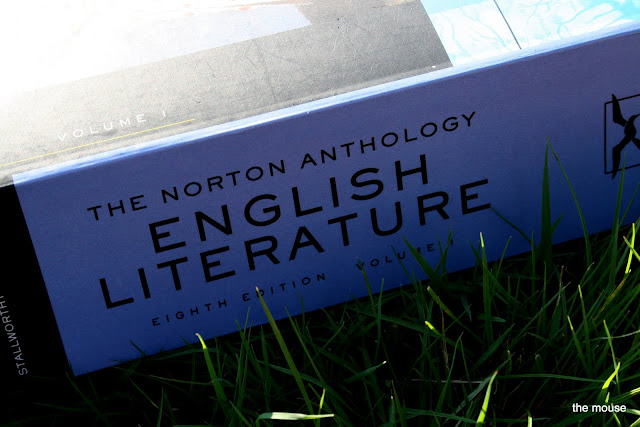 VOLUME I
THE NORTON ANTHOLOGY
ENGLISH
LITERATURE
EIGHTH EDITION VOLUME
STALLWORTHY
the mouse